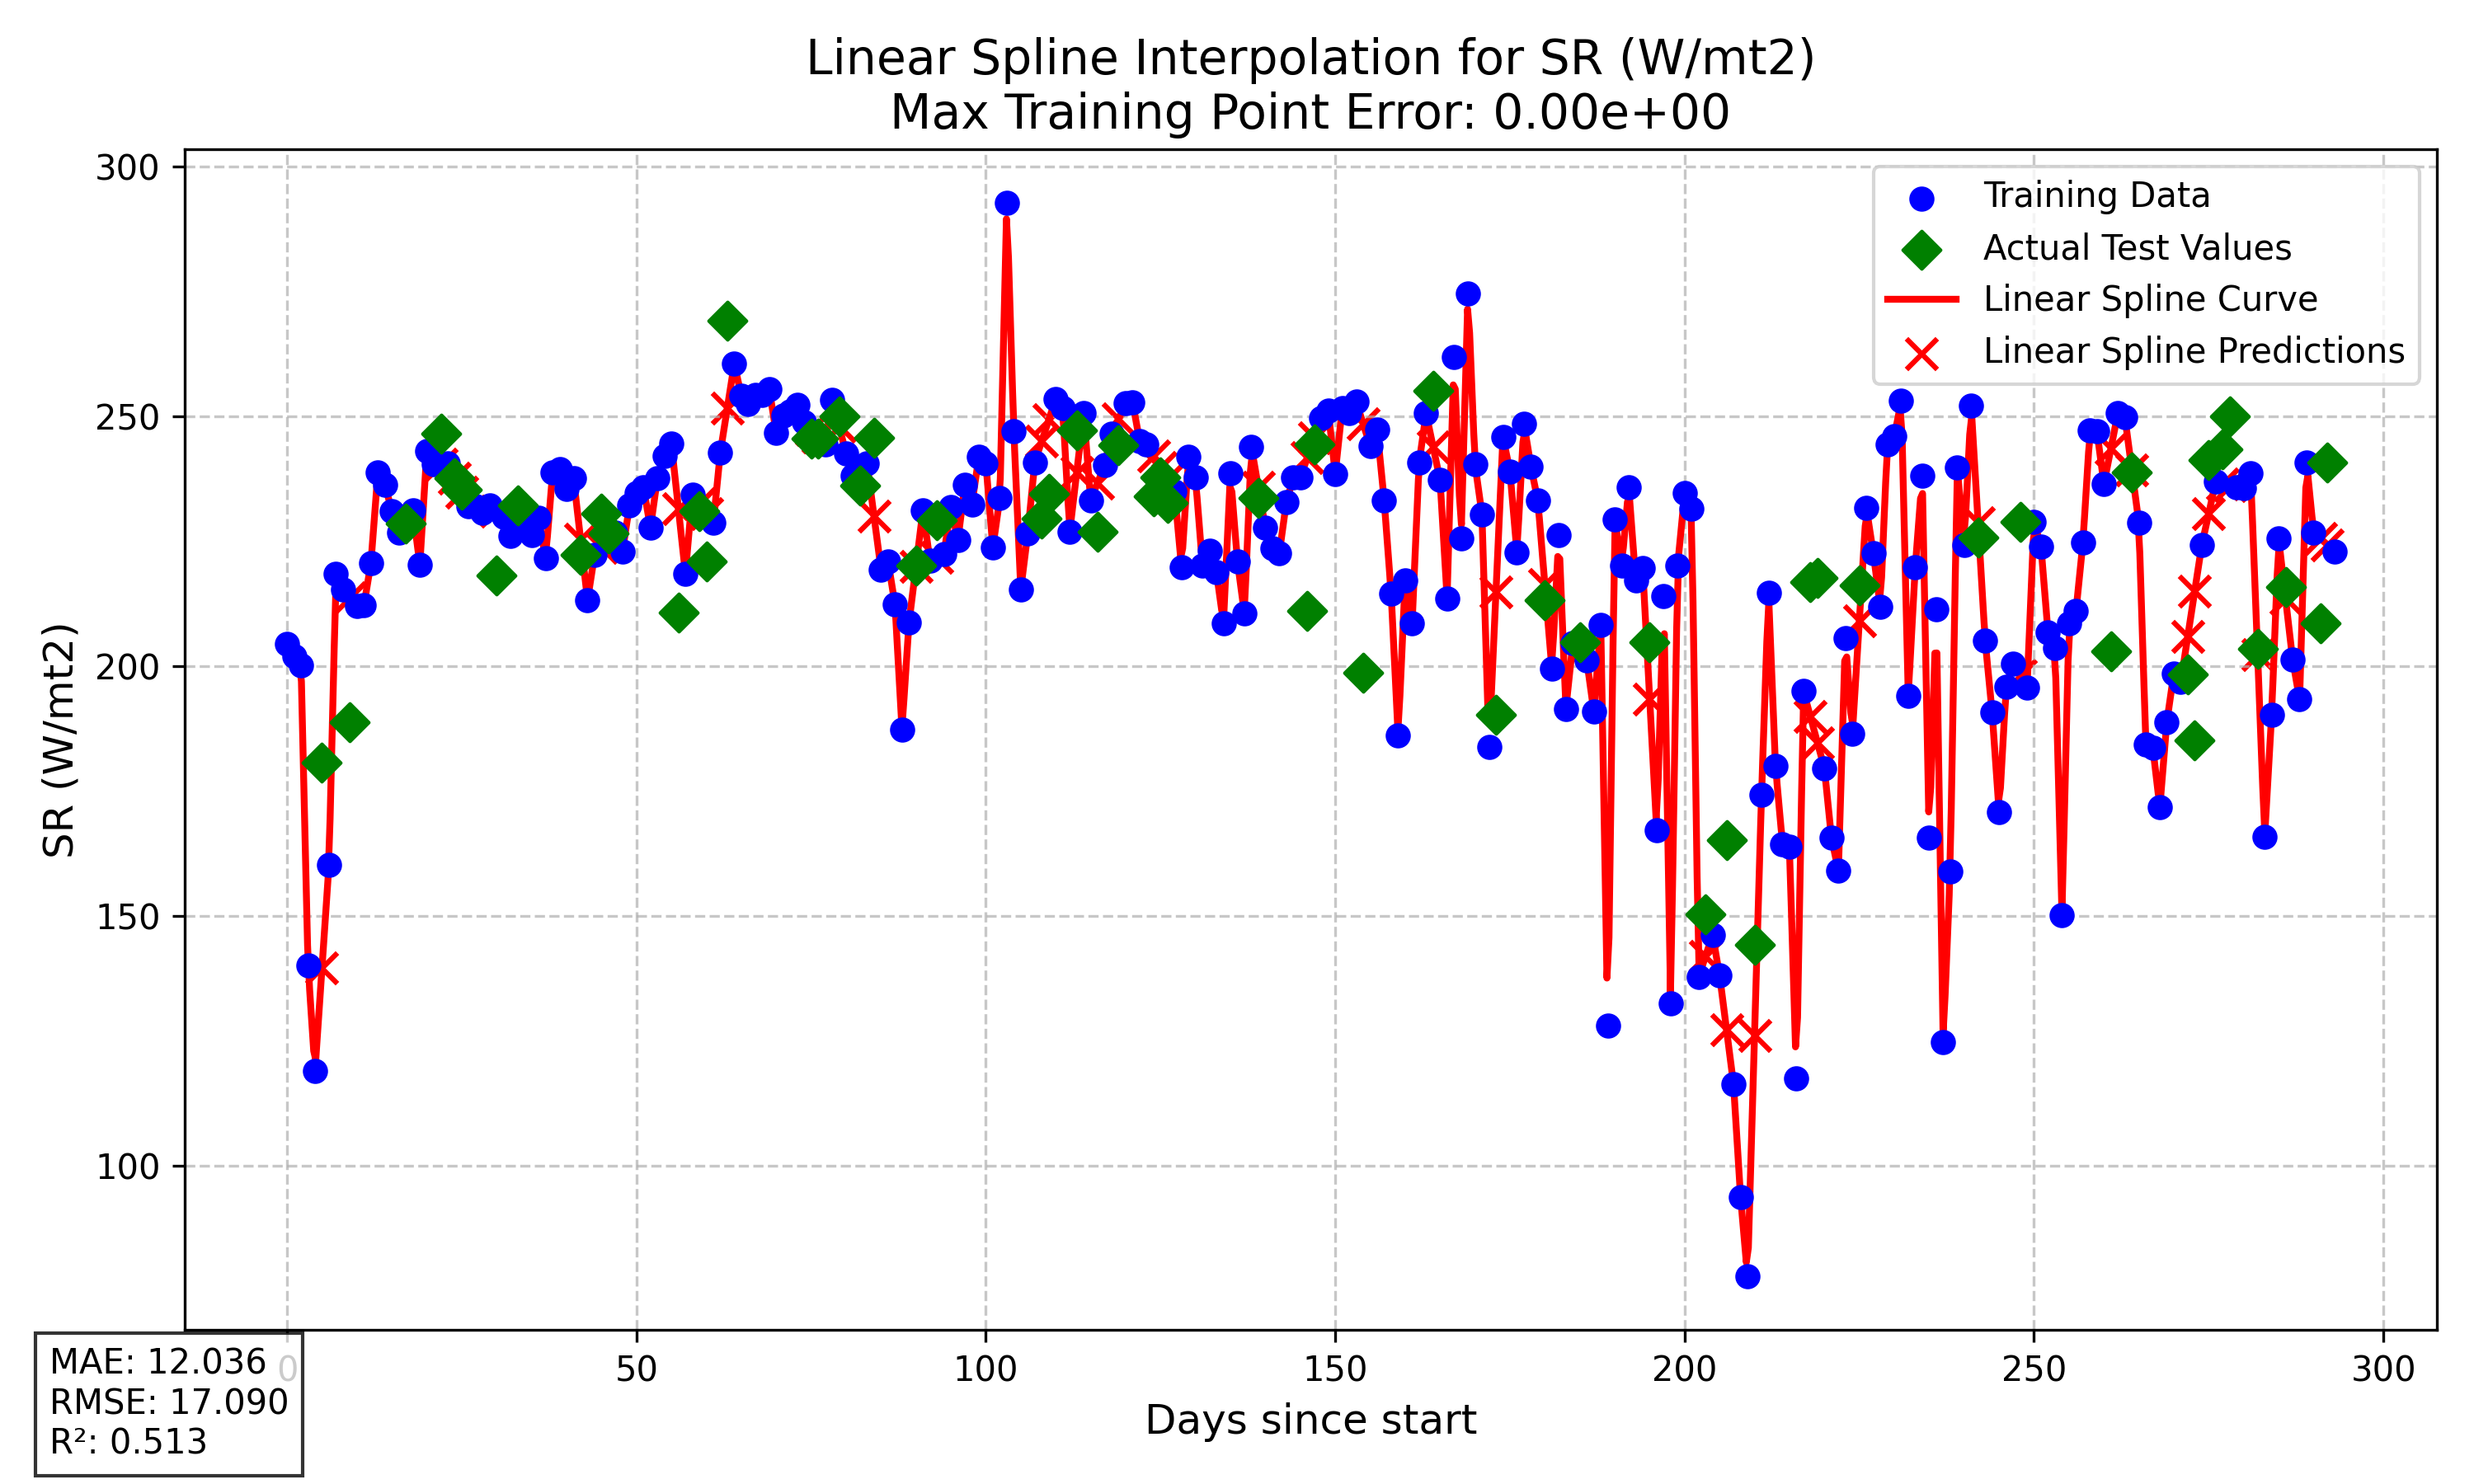 Linear Spline Interpolation for SR (W/mt2)
Max Training Point Error: 0.00e+00
Training Data
Actual Test Values
Linear Spline Curve
Linear Spline Predictions
300
250
200
150
100
SR (W/mt2)
0
50
100
150
200
250
300
Days since start
MAE: 12.036
RMSE: 17.090
R²: 0.513